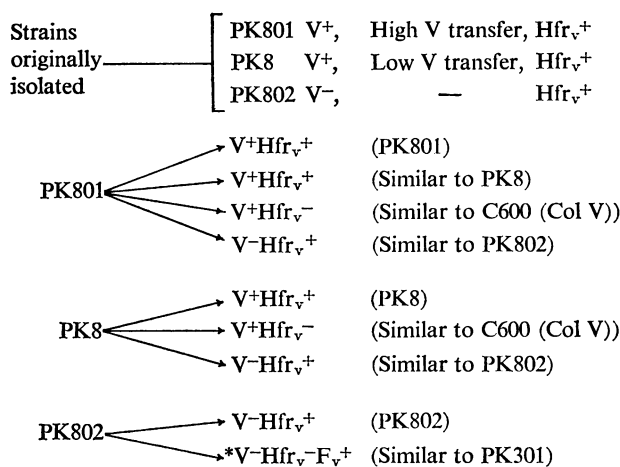 Strains originally isolated
PK801 V⁺, High V transfer, Hfrᵥ⁺
PK8 V⁺, Low V transfer, Hfrᵥ⁺
PK802 V⁻, — Hfrᵥ⁺
PK801
V⁺Hfrᵥ⁺ (PK801)
V⁺Hfrᵥ⁺ (Similar to PK8)
V⁺Hfrᵥ⁻ (Similar to C600 (Col V))
V⁻Hfrᵥ⁺ (Similar to PK802)
PK8
V⁺Hfrᵥ⁺ (PK8)
V⁺Hfrᵥ⁻ (Similar to C600 (Col V))
V⁻Hfrᵥ⁺ (Similar to PK802)
PK802
V⁻Hfrᵥ⁺ (PK802)
*V⁻Hfrᵥ⁻Fᵥ⁺ (Similar to PK301)